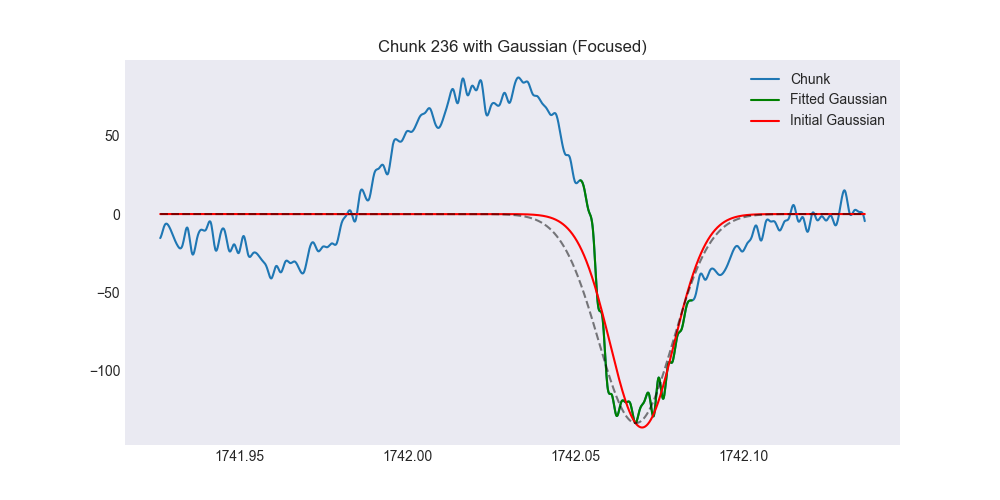 Chunk 236 with Gaussian (Focused)
Chunk
Fitted Gaussian
Initial Gaussian
50
0
−50
−100
1741.95 1742.00 1742.05 1742.10